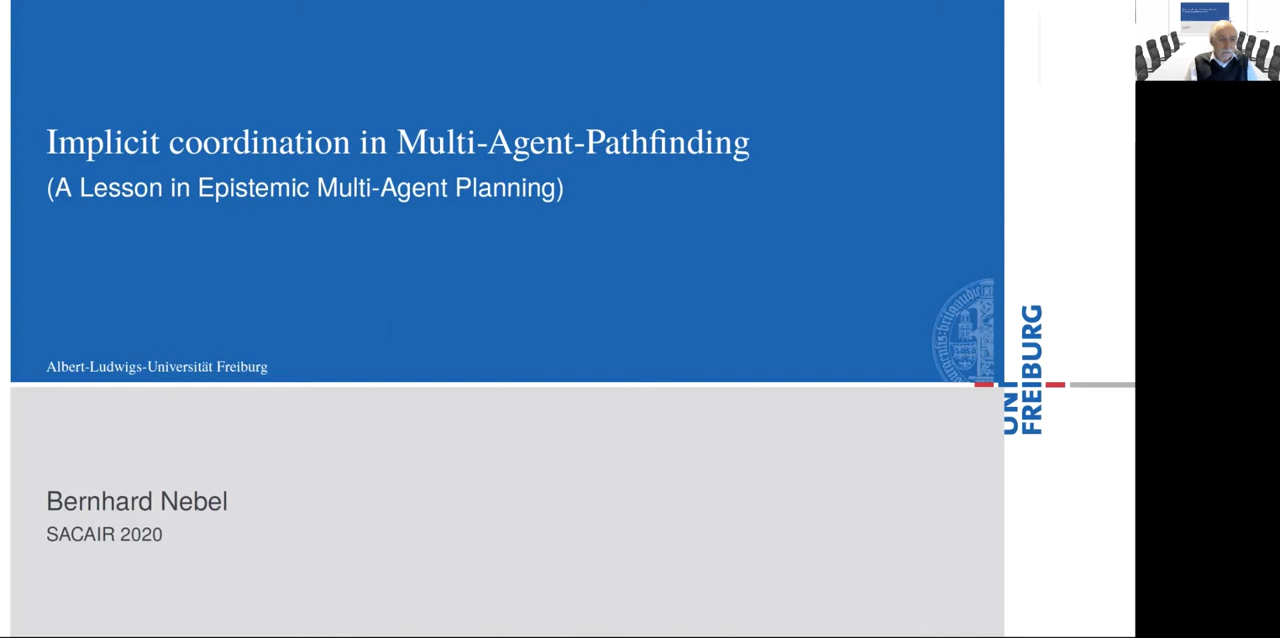 Implicit coordination in Multi-Agent-Pathfinding
(A Lesson in Epistemic Multi-Agent Planning)
Albert-Ludwigs-Universität Freiburg
UNI
FREIBURG
Bernhard Nebel
SACAIR 2020